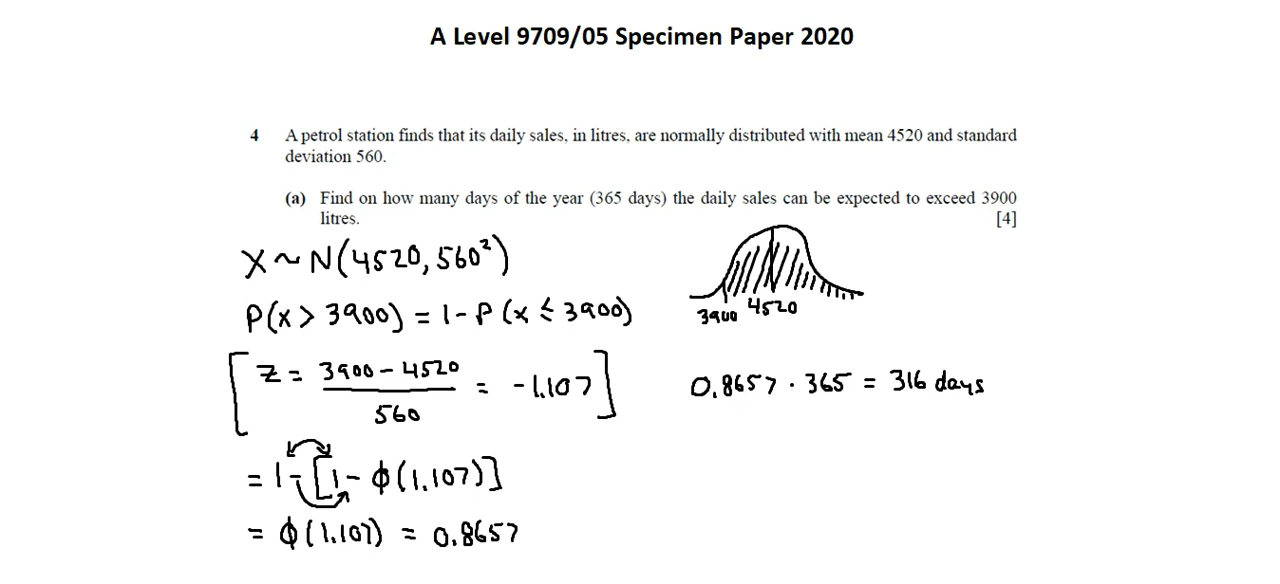 A Level 9709/05 Specimen Paper 2020
4 A petrol station finds that its daily sales, in litres, are normally distributed with mean 4520 and standard
deviation 560.
(a) Find on how many days of the year (365 days) the daily sales can be expected to exceed 3900
litres. [4]
X ~ N(4520, 560²)
P(x > 3900) = 1 - P(x ≤ 3900)
3900 4520
[z = (3900 - 4520)/560 = -1.107]
0.8657 · 365 = 316 days
= 1 - [1 - ϕ(1.107)]
= ϕ(1.107) = 0.8657